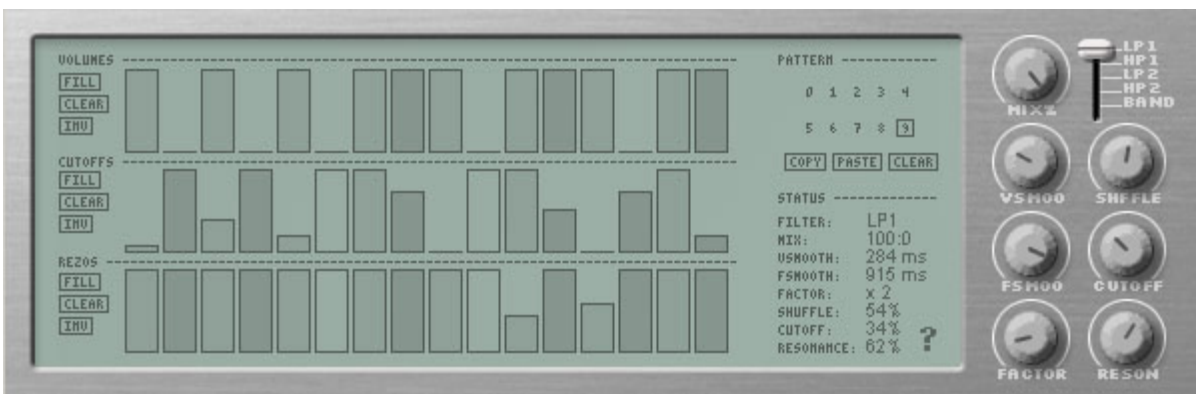 VOLUMES
FILL
CLEAR
INV
CUTOFFS
FILL
CLEAR
INV
REZOS
FILL
CLEAR
INV
PATTERN
0 1 2 3 4
5 6 7 8 9
COPY PASTE CLEAR
STATUS
FILTER: LP1
MIX: 100:0
VSMOOTH: 284 ms
FSMOOTH: 915 ms
FACTOR: x 2
SHUFFLE: 54%
CUTOFF: 34%
RESONANCE: 62%
?
MIX%
LP1
HP1
LP2
HP2
BAND
VSMOO SHFFLE
FSMOO CUTOFF
FACTOR RESON